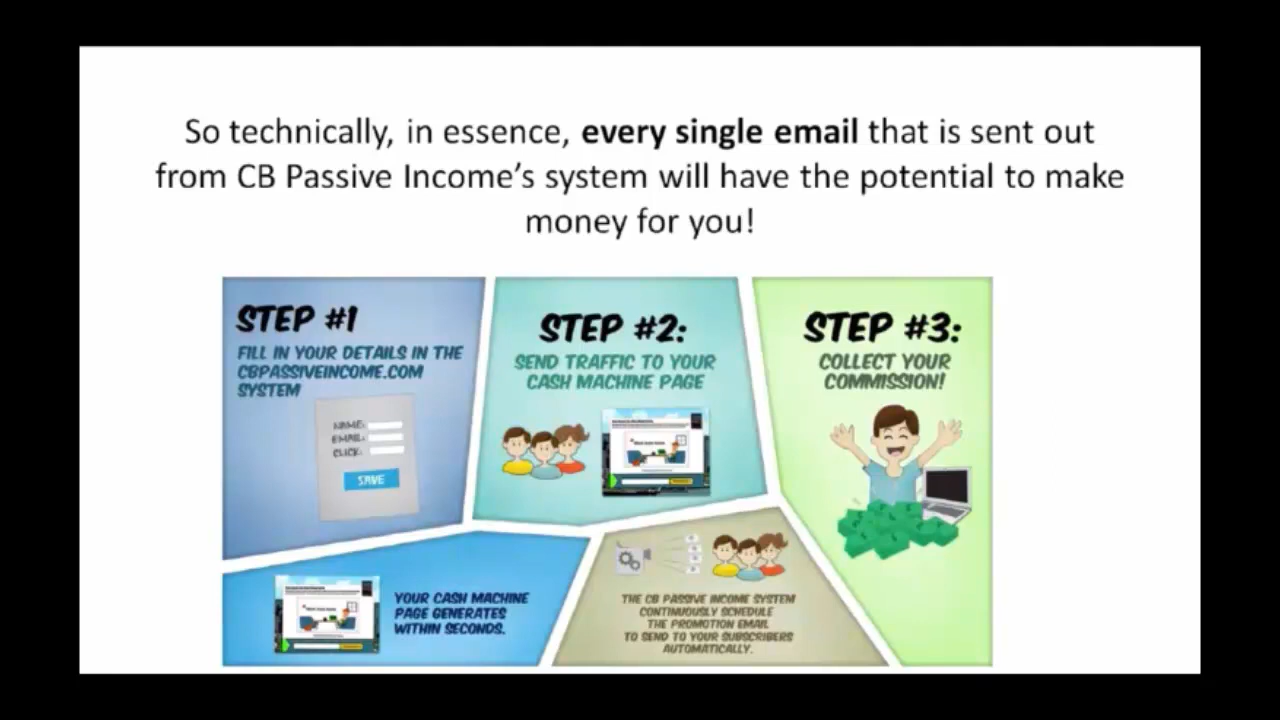 So technically, in essence, every single email that is sent out
from CB Passive Income’s system will have the potential to make
money for you!
STEP #1
FILL IN YOUR DETAILS IN THE
CBPASSIVEINCOME.COM
SYSTEM
NAME:
EMAIL:
CLICK:
SAVE
STEP #2:
SEND TRAFFIC TO YOUR
CASH MACHINE PAGE
STEP #3:
COLLECT YOUR
COMMISSION!
YOUR CASH MACHINE
PAGE GENERATES
WITHIN SECONDS.
THE CB PASSIVE INCOME SYSTEM
CONTINUOUSLY SCHEDULE
THE PROMOTION EMAIL
TO SEND TO YOUR SUBSCRIBERS
AUTOMATICALLY.